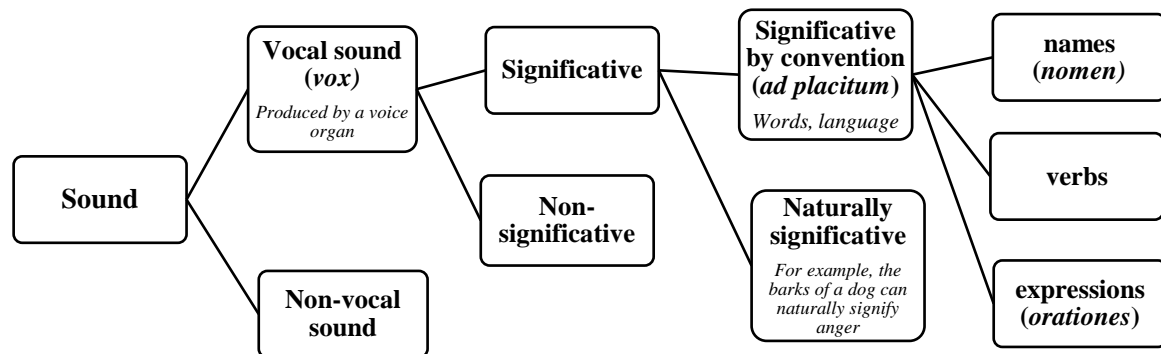 Sound
Vocal sound
(vox)
Produced by a voice
organ
Non-vocal
sound
Significative
Non-
significative
Significative
by convention
(ad placitum)
Words, language
Naturally
significative
For example, the
barks of a dog can
naturally signify
anger
names
(nomen)
verbs
expressions
(orationes)